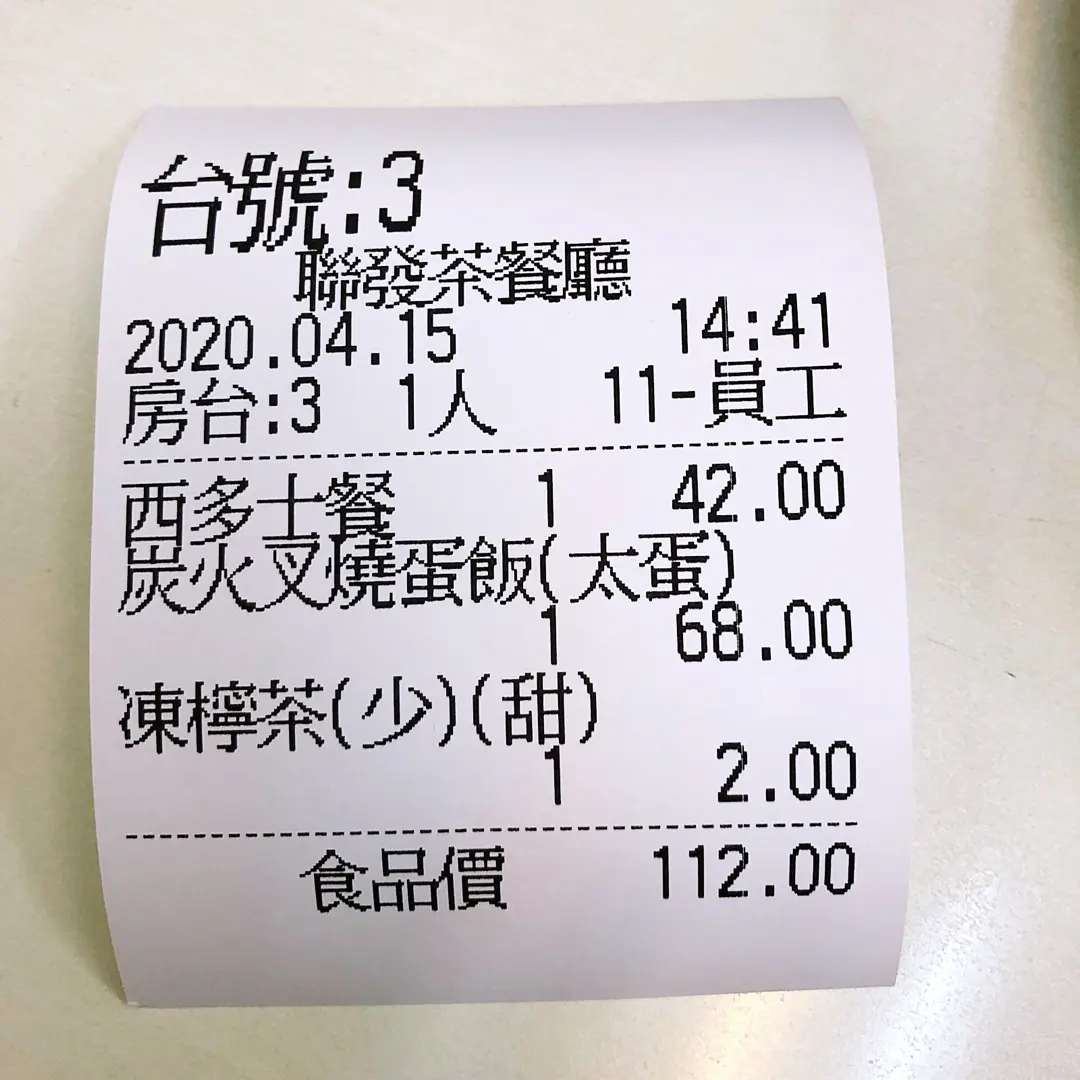 台號:3
聯發茶餐廳
2020.04.15 14:41
房台:3 1人 11-員工
西多士餐 1 42.00
炭火叉燒蛋飯(太蛋)
1 68.00
凍檸茶(少)(甜)
1 2.00
食品價 112.00